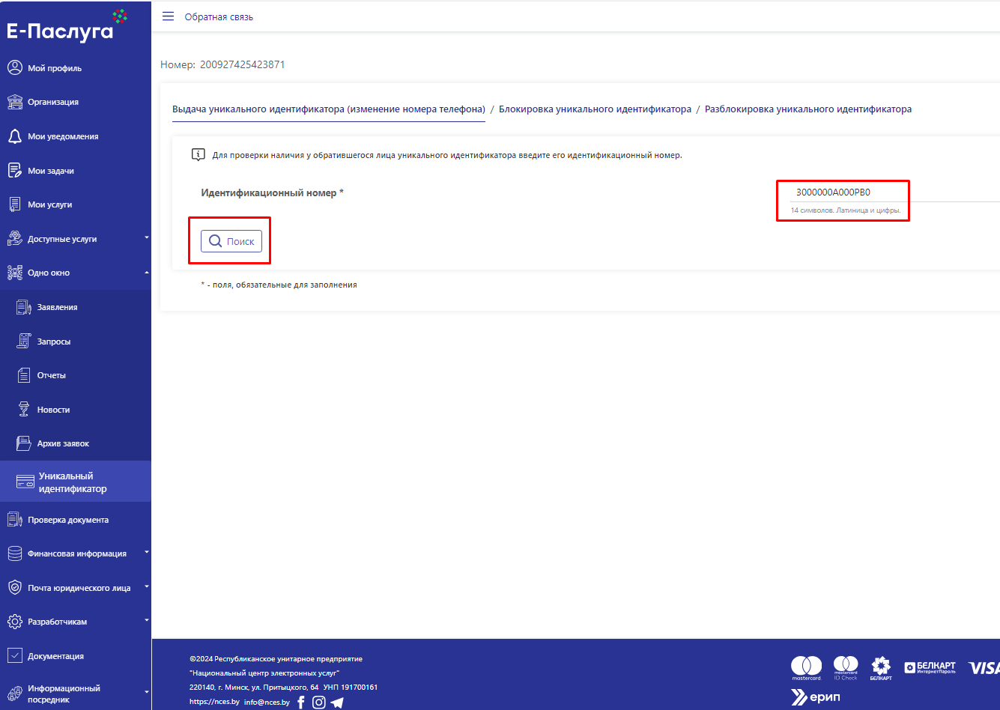 Е-Паслуга
Мой профиль
Организация
Мои уведомления
Мои задачи
Мои услуги
Доступные услуги
Одно окно
Заявления
Запросы
Отчеты
Новости
Архив заявок
Уникальный
идентификатор
Проверка документа
Финансовая информация
Почта юридического лица
Разработчикам
Документация
Информационный
посредник
Обратная связь
Номер: 200927425423871
Выдача уникального идентификатора (изменение номера телефона) / Блокировка уникального идентификатора / Разблокировка уникального идентификатора
Для проверки наличия у обратившегося лица уникального идентификатора введите его идентификационный номер.
Идентификационный номер *
3000000A000PB0
14 символов. Латиница и цифры.
Поиск
* - поля, обязательные для заполнения
©2024 Республиканское унитарное предприятие
"Национальный центр электронных услуг"
220140, г. Минск, ул. Притыцкого, 64 УНП 191700161
https://nces.by info@nces.by
mastercard.
mastercard
ID Check
БЕЛКАРТ
БЕЛКАРТ
ИнтернетПароль
VISA
ерип